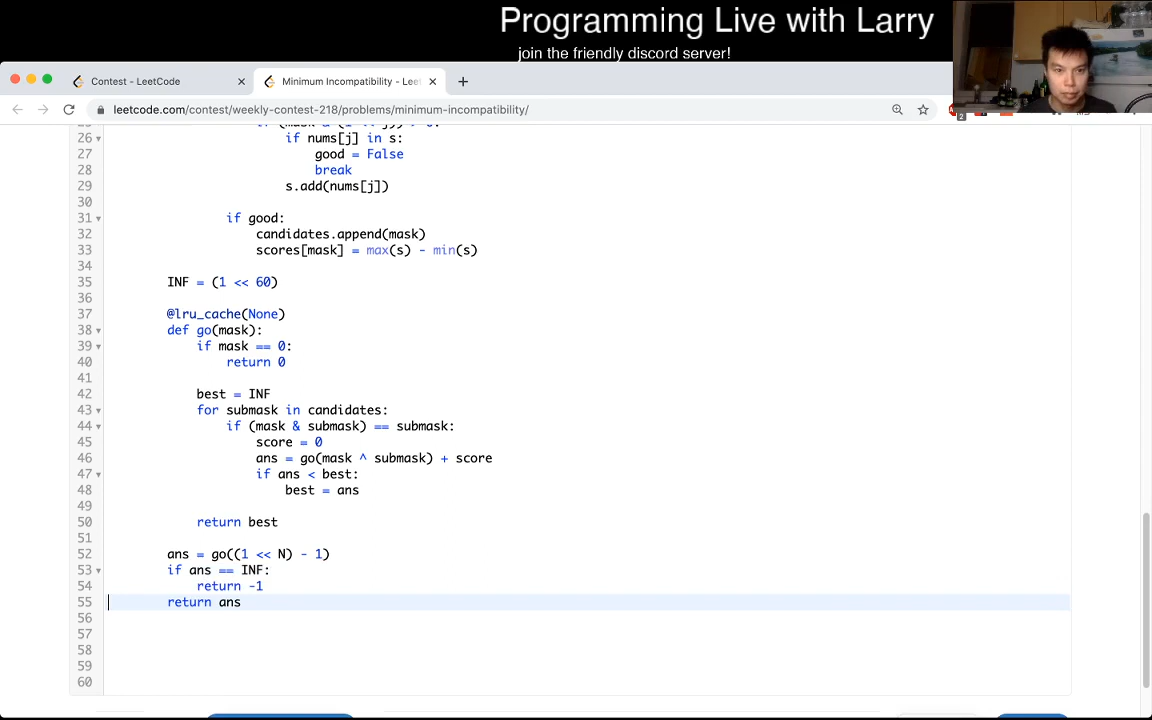 Programming Live with Larry
join the friendly discord server!
Contest - LeetCode
Minimum Incompatibility - Leet
leetcode.com/contest/weekly-contest-218/problems/minimum-incompatibility/
2
26 if nums[j] in s:
27 good = False
28 break
29 s.add(nums[j])
30
31 if good:
32 candidates.append(mask)
33 scores[mask] = max(s) - min(s)
34
35 INF = (1 << 60)
36
37 @lru_cache(None)
38 def go(mask):
39 if mask == 0:
40 return 0
41
42 best = INF
43 for submask in candidates:
44 if (mask & submask) == submask:
45 score = 0
46 ans = go(mask ^ submask) + score
47 if ans < best:
48 best = ans
49
50 return best
51
52 ans = go((1 << N) - 1)
53 if ans == INF:
54 return -1
55 return ans
56
57
58
59
60